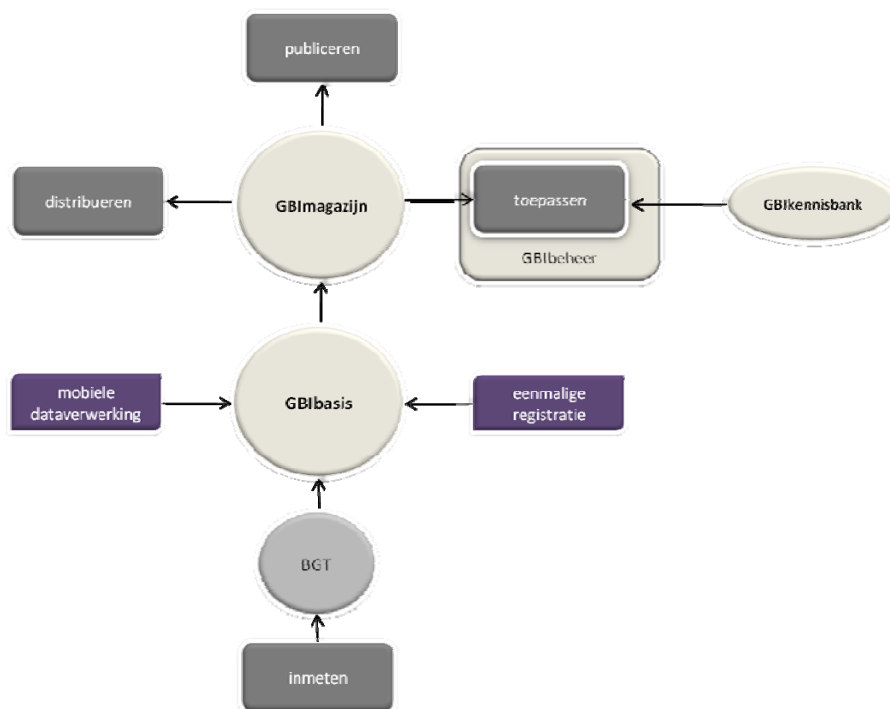 publiceren
distribueren
GBImagazijn
toepassen
GBIkennisbank
GBIbeheer
mobiele
dataverwerking
GBIbasis
eenmalige
registratie
BGT
inmeten